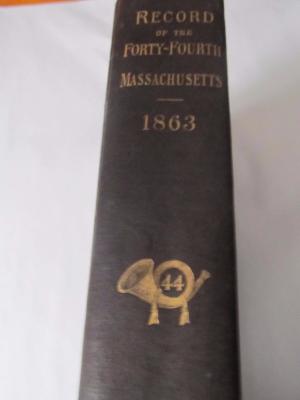 RECORD
OF THE
FORTY-FOURTH
MASSACHUSETTS
1863
44